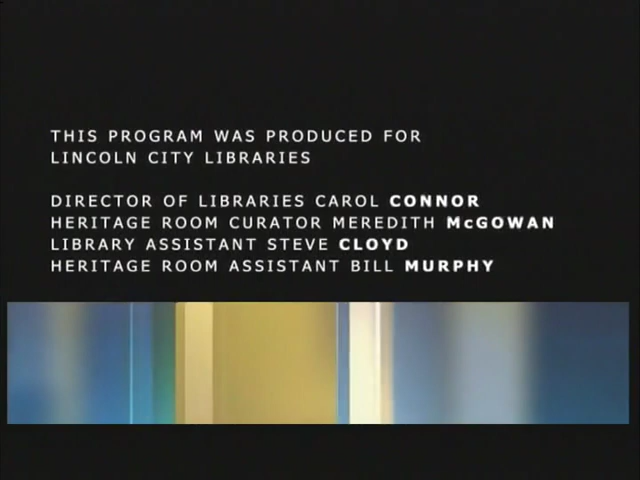 THIS PROGRAM WAS PRODUCED FOR
LINCOLN CITY LIBRARIES
DIRECTOR OF LIBRARIES CAROL CONNOR
HERITAGE ROOM CURATOR MEREDITH McGOWAN
LIBRARY ASSISTANT STEVE CLOYD
HERITAGE ROOM ASSISTANT BILL MURPHY